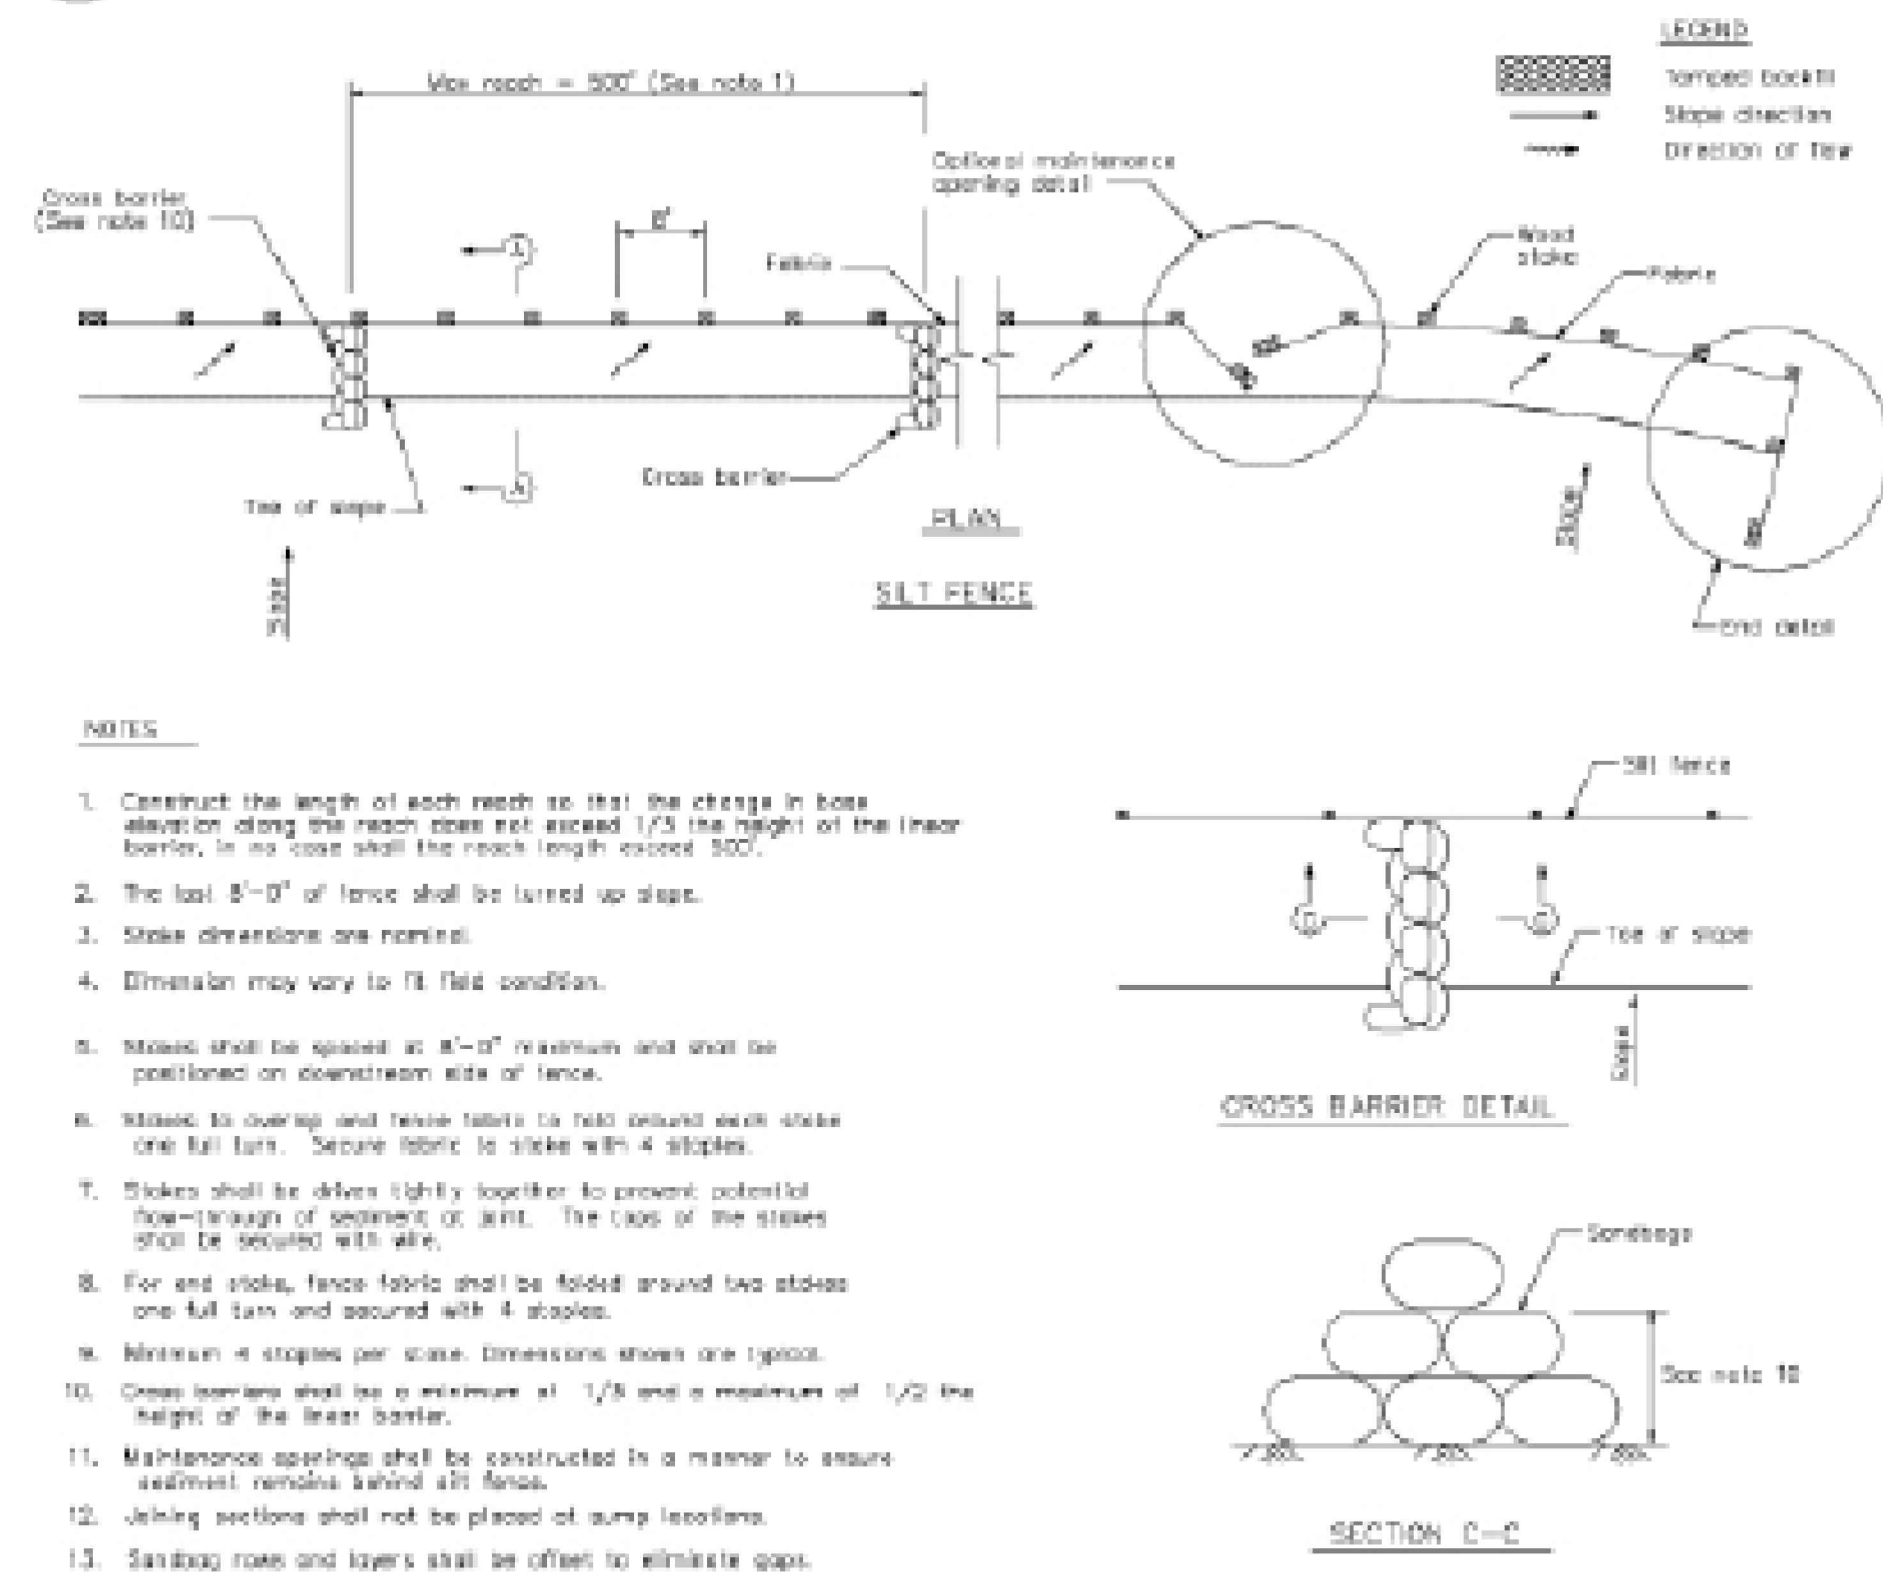 LEGEND
Tamped backfill
Slope direction
Direction of flow
Max reach = 500' (See note 1)
Optional maintenance
opening detail
Cross barrier
(See note 10)
8'
Fabric
Wood
stake
Fabric
A
A
Cross barrier
Toe of slope
PLAN
SILT FENCE
Slope
Slope
End detail
NOTES
1. Construct the length of each reach so that the change in base
elevation along the reach does not exceed 1/3 the height of the linear
barrier, in no case shall the reach length exceed 500'.
2. The last 8'-0" of fence shall be turned up slope.
3. Stake dimensions are nominal.
4. Dimension may vary to fit field condition.
5. Stakes shall be spaced at 8'-0" maximum and shall be
positioned on downstream side of fence.
6. Stakes to overlap and fence fabric to fold around each stake
one full turn. Secure fabric to stake with 4 staples.
7. Stakes shall be driven tightly together to prevent potential
flow-through of sediment at joint. The tops of the stakes
shall be secured with wire.
8. For end stake, fence fabric shall be folded around two stakes
one full turn and secured with 4 staples.
9. Minimum 4 staples per stake. Dimensions shown are typical.
10. Cross barriers shall be a minimum of 1/3 and a maximum of 1/2 the
height of the linear barrier.
11. Maintenance openings shall be constructed in a manner to ensure
sediment remains behind silt fence.
12. Joining sections shall not be placed at sump locations.
13. Sandbag rows and layers shall be offset to eliminate gaps.
Silt fence
C
C
Toe of slope
Slope
CROSS BARRIER DETAIL
Sandbags
See note 10
SECTION C-C